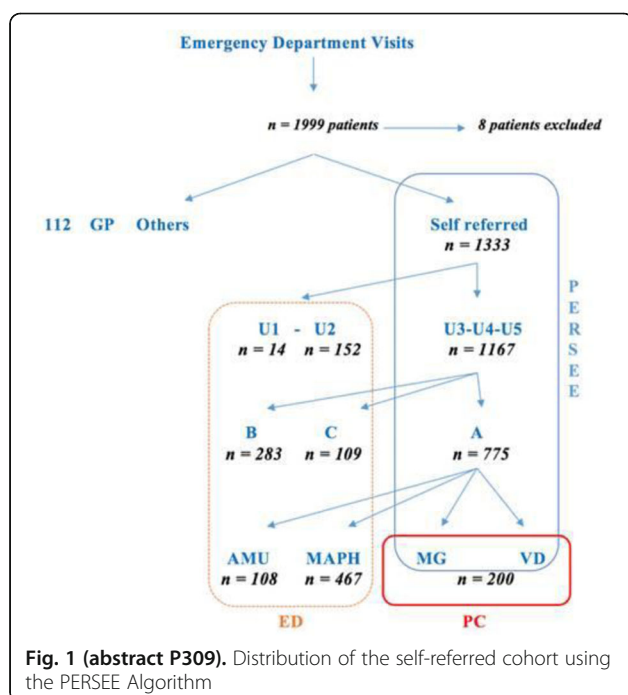 Emergency Department Visits
n = 1999 patients
8 patients excluded
112 GP Others
Self referred
n = 1333
PERSEE
U1 - U2
n = 14 n = 152
U3-U4-U5
n = 1167
B C
n = 283 n = 109
A
n = 775
AMU MAPH
n = 108 n = 467
MG VD
n = 200
ED
PC
Fig. 1 (abstract P309). Distribution of the self-referred cohort using
the PERSEE Algorithm